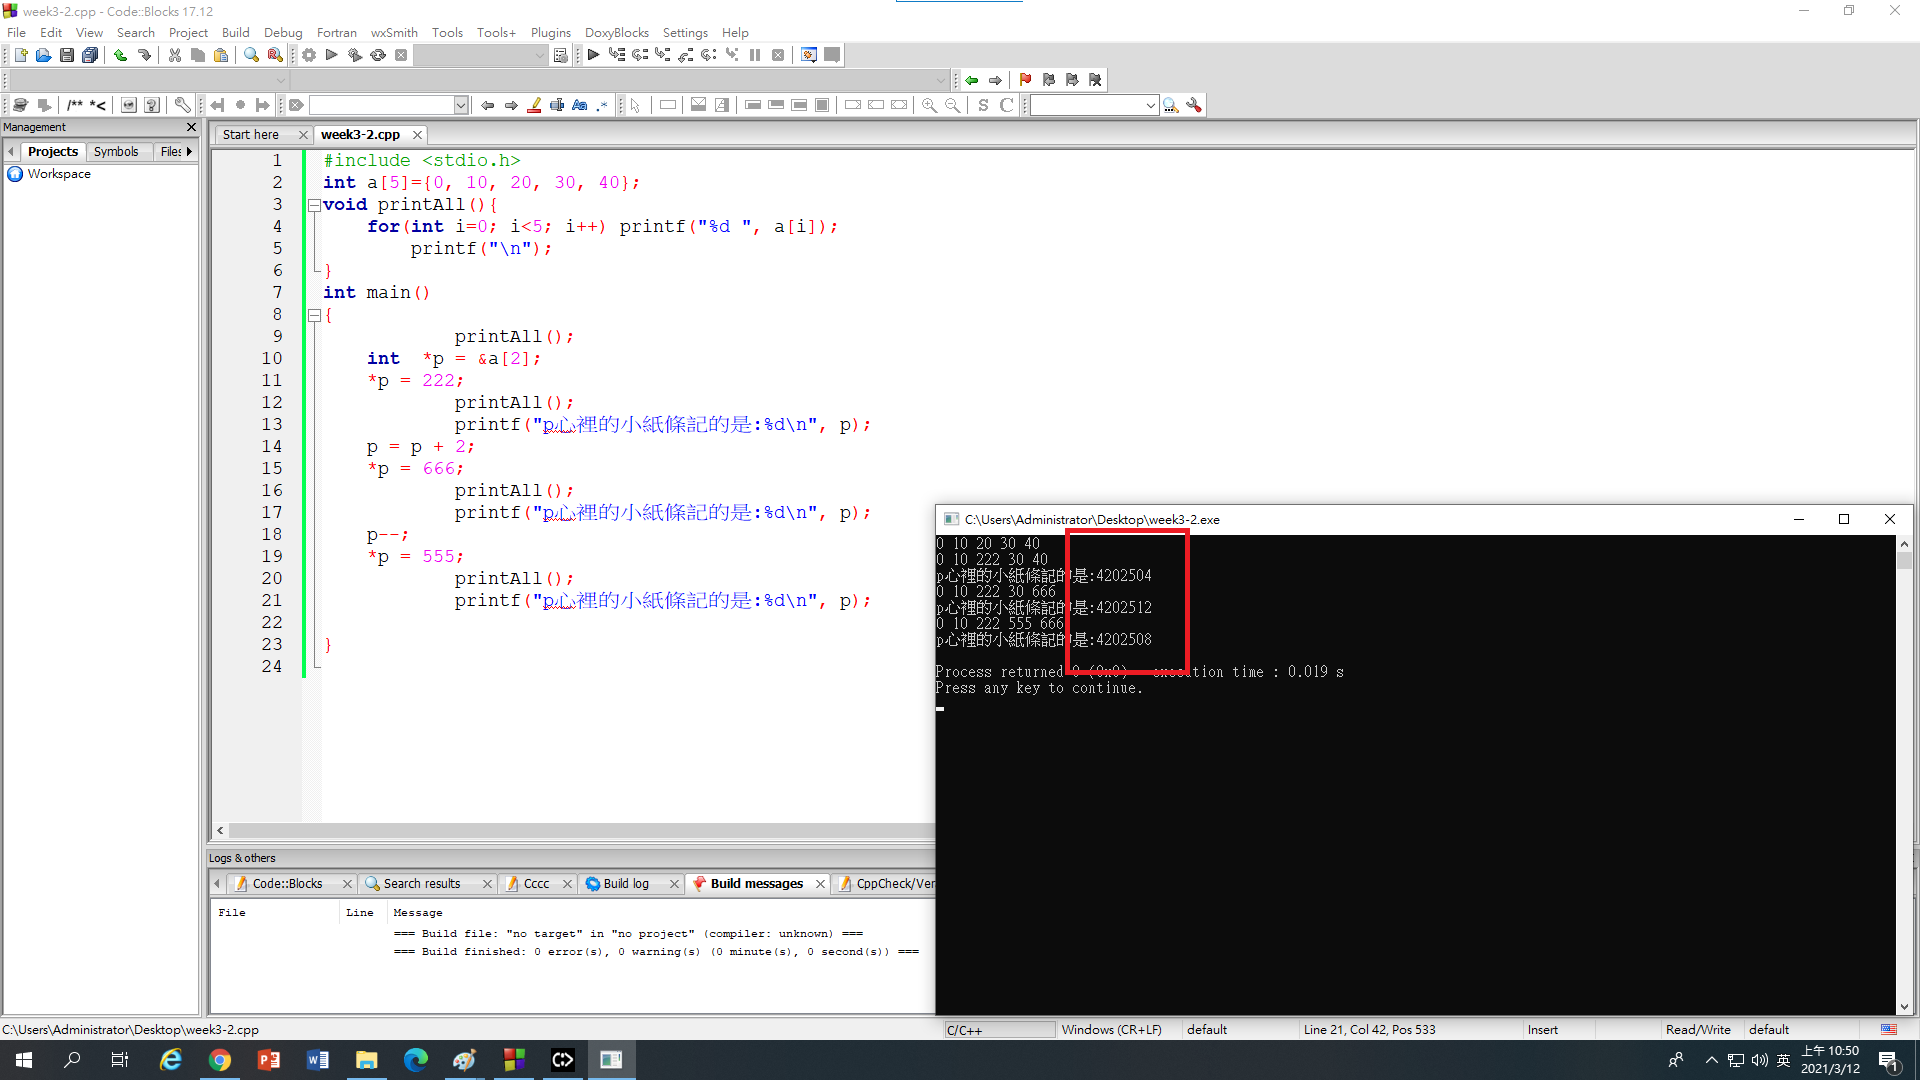 week3-2.cpp - Code::Blocks 17.12
File Edit View Search Project Build Debug Fortran wxSmith Tools Tools+ Plugins DoxyBlocks Settings Help
/** *<
S C
Management
Start here week3-2.cpp
Projects Symbols Files
Workspace
1 #include <stdio.h>
2 int a[5]={0, 10, 20, 30, 40};
3 void printAll(){
4 for(int i=0; i<5; i++) printf("%d ", a[i]);
5 printf("\n");
6 }
7 int main()
8 {
9 printAll();
10 int *p = &a[2];
11 *p = 222;
12 printAll();
13 printf("p心裡的小紙條記的是:%d\n", p);
14 p = p + 2;
15 *p = 666;
16 printAll();
17 printf("p心裡的小紙條記的是:%d\n", p);
18 p--;
19 *p = 555;
20 printAll();
21 printf("p心裡的小紙條記的是:%d\n", p);
22
23 }
24
C:\Users\Administrator\Desktop\week3-2.exe
0 10 20 30 40
0 10 222 30 40
p心裡的小紙條記的是:4202504
0 10 222 30 666
p心裡的小紙條記的是:4202512
0 10 222 555 666
p心裡的小紙條記的是:4202508
Process returned 0 (0x0) execution time : 0.019 s
Press any key to continue.
Logs & others
Code::Blocks Search results Cccc Build log Build messages CppCheck/Ver
File Line Message
=== Build file: "no target" in "no project" (compiler: unknown) ===
=== Build finished: 0 error(s), 0 warning(s) (0 minute(s), 0 second(s)) ===
C:\Users\Administrator\Desktop\week3-2.cpp C/C++ Windows (CR+LF) default Line 21, Col 42, Pos 533 Insert Read/Write default
英 上午 10:50
2021/3/12
1